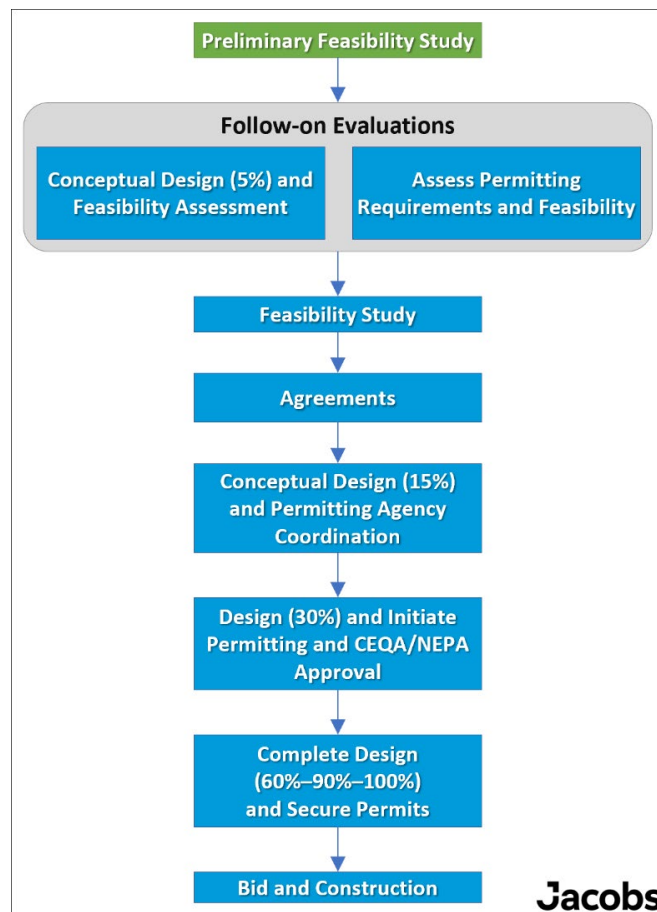 Preliminary Feasibility Study
Follow-on Evaluations
Conceptual Design (5%) and
Feasibility Assessment
Assess Permitting
Requirements and Feasibility
Feasibility Study
Agreements
Conceptual Design (15%)
and Permitting Agency
Coordination
Design (30%) and Initiate
Permitting and CEQA/NEPA
Approval
Complete Design
(60%–90%–100%)
and Secure Permits
Bid and Construction
Jacobs